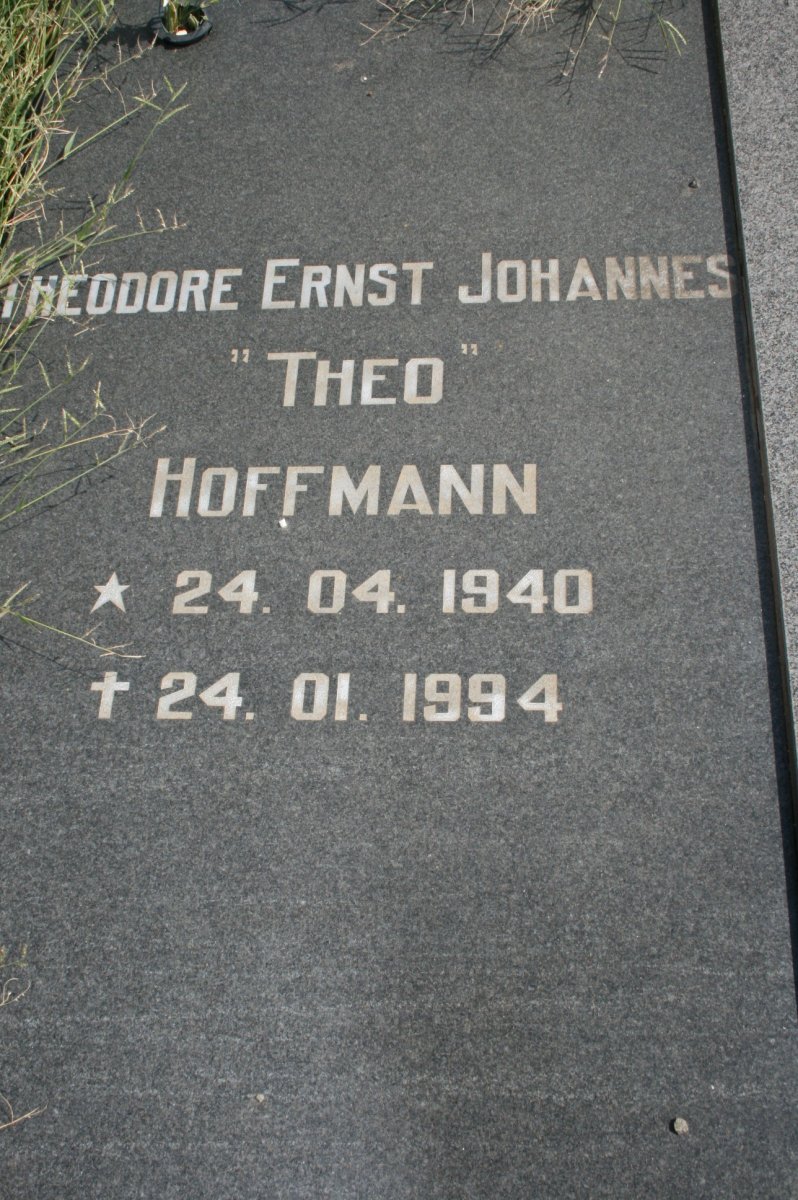 THEODORE ERNST JOHANNES
"THEO"
HOFFMANN
★ 24. 04. 1940
✝ 24. 01. 1994